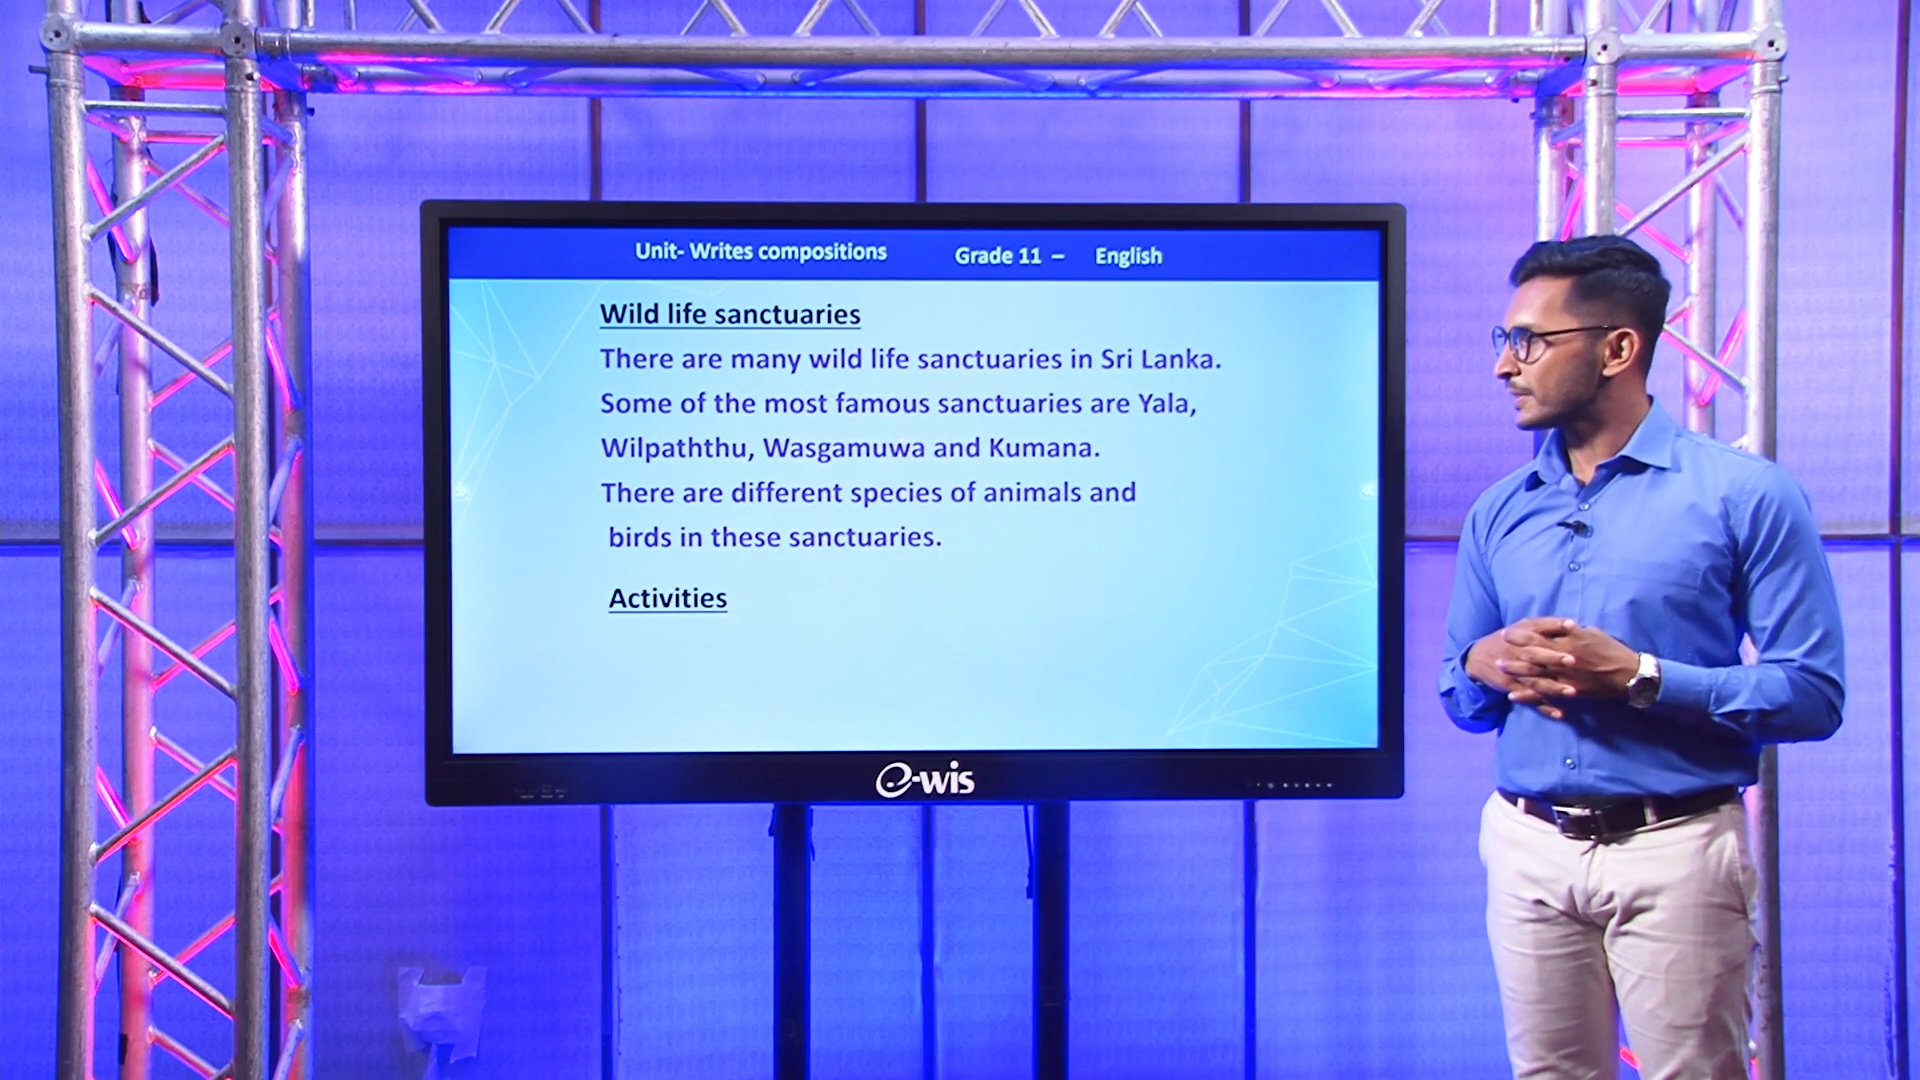 Unit- Writes compositions Grade 11 – English
Wild life sanctuaries
There are many wild life sanctuaries in Sri Lanka.
Some of the most famous sanctuaries are Yala,
Wilpaththu, Wasgamuwa and Kumana.
There are different species of animals and
birds in these sanctuaries.
Activities
e-wis